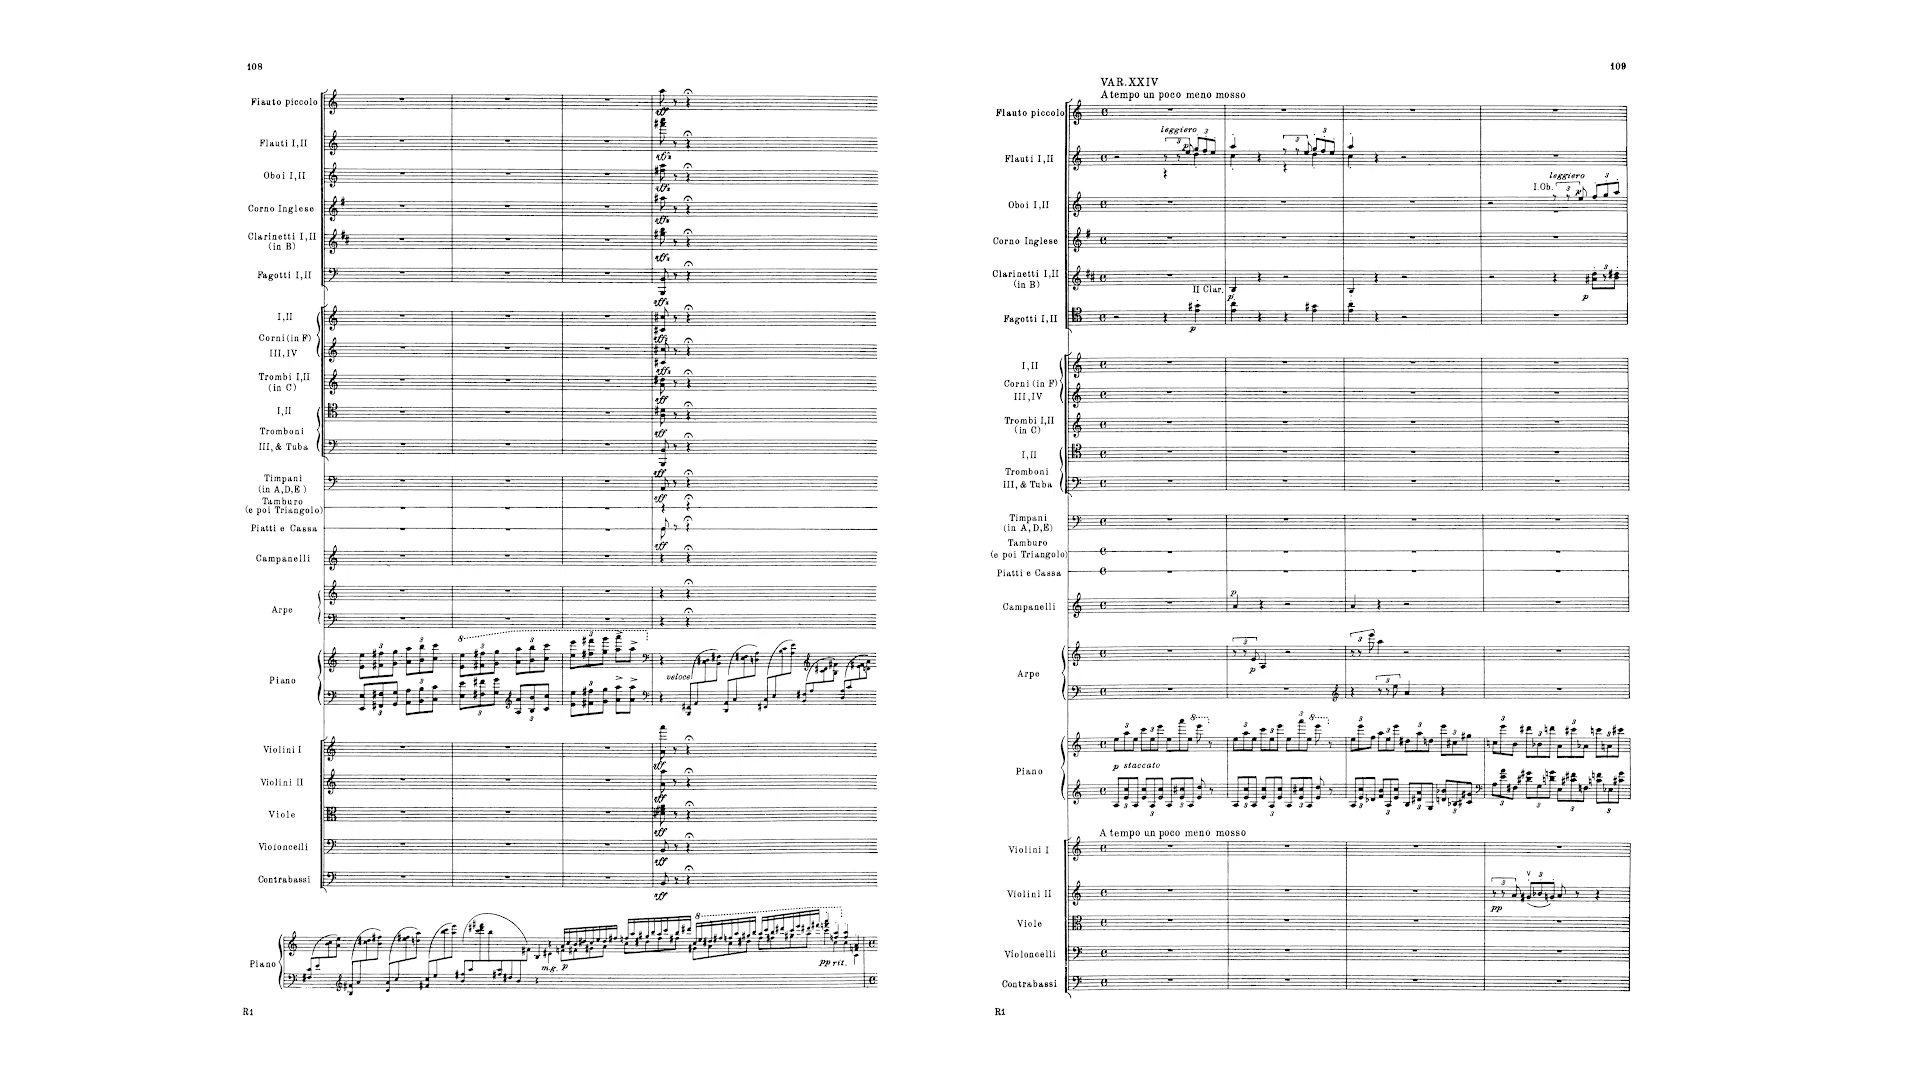 108
Flauto piccolo
Flauti I, II
Oboi I, II
Corno Inglese
Clarinetti I, II
(in B)
Fagotti I, II
I, II
Corni (in F)
III, IV
Trombi I, II
(in C)
I, II
Tromboni
III, & Tuba
Timpani
(in A, D, E)
Tamburo
(e poi Triangolo)
Piatti e Cassa
Campanelli
Arpe
Piano
veloce
Violini I
Violini II
Viole
Violoncelli
Contrabassi
Piano
m.g. p
pp rit.
R1
109
VAR. XXIV
A tempo un poco meno mosso
Flauto piccolo
leggiero
Flauti I, II
leggiero
I. Ob.
Oboi I, II
Corno Inglese
Clarinetti I, II
(in B)
II Clar.
p
p
Fagotti I, II
p
I, II
Corni (in F)
III, IV
Trombi I, II
(in C)
I, II
Tromboni
III, & Tuba
Timpani
(in A, D, E)
Tamburo
(e poi Triangolo)
Piatti e Cassa
p
Campanelli
p
Arpe
Piano
p staccato
A tempo un poco meno mosso
Violini I
Violini II
pp
Viole
Violoncelli
Contrabassi
R1